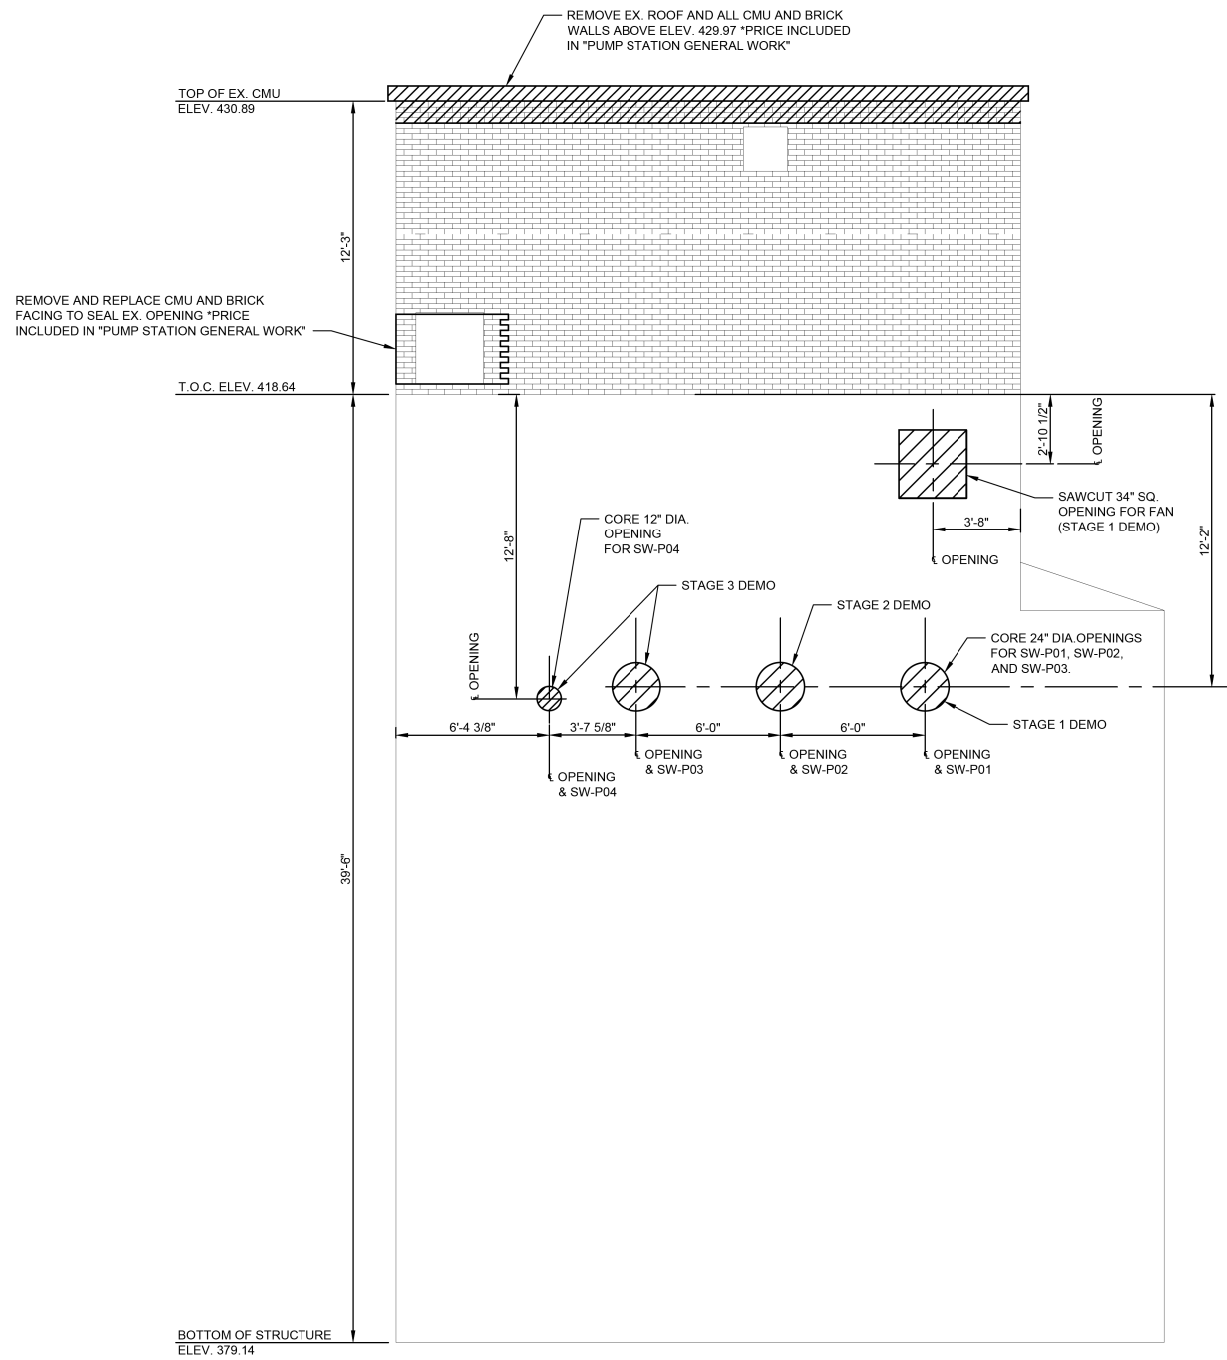 REMOVE EX. ROOF AND ALL CMU AND BRICK
WALLS ABOVE ELEV. 429.97 *PRICE INCLUDED
IN "PUMP STATION GENERAL WORK"
TOP OF EX. CMU
ELEV. 430.89
12'-3"
REMOVE AND REPLACE CMU AND BRICK
FACING TO SEAL EX. OPENING *PRICE
INCLUDED IN "PUMP STATION GENERAL WORK"
T.O.C. ELEV. 418.64
2'-10 1/2"
℄ OPENING
SAWCUT 34" SQ.
OPENING FOR FAN
(STAGE 1 DEMO)
3'-8"
℄ OPENING
12'-2"
12'-8"
CORE 12" DIA.
OPENING
FOR SW-P04
STAGE 3 DEMO
STAGE 2 DEMO
CORE 24" DIA.OPENINGS
FOR SW-P01, SW-P02,
AND SW-P03.
℄ OPENING
STAGE 1 DEMO
6'-4 3/8"
3'-7 5/8"
6'-0"
6'-0"
℄ OPENING
& SW-P03
℄ OPENING
& SW-P02
℄ OPENING
& SW-P01
℄ OPENING
& SW-P04
39'-6"
BOTTOM OF STRUCTURE
ELEV. 379.14